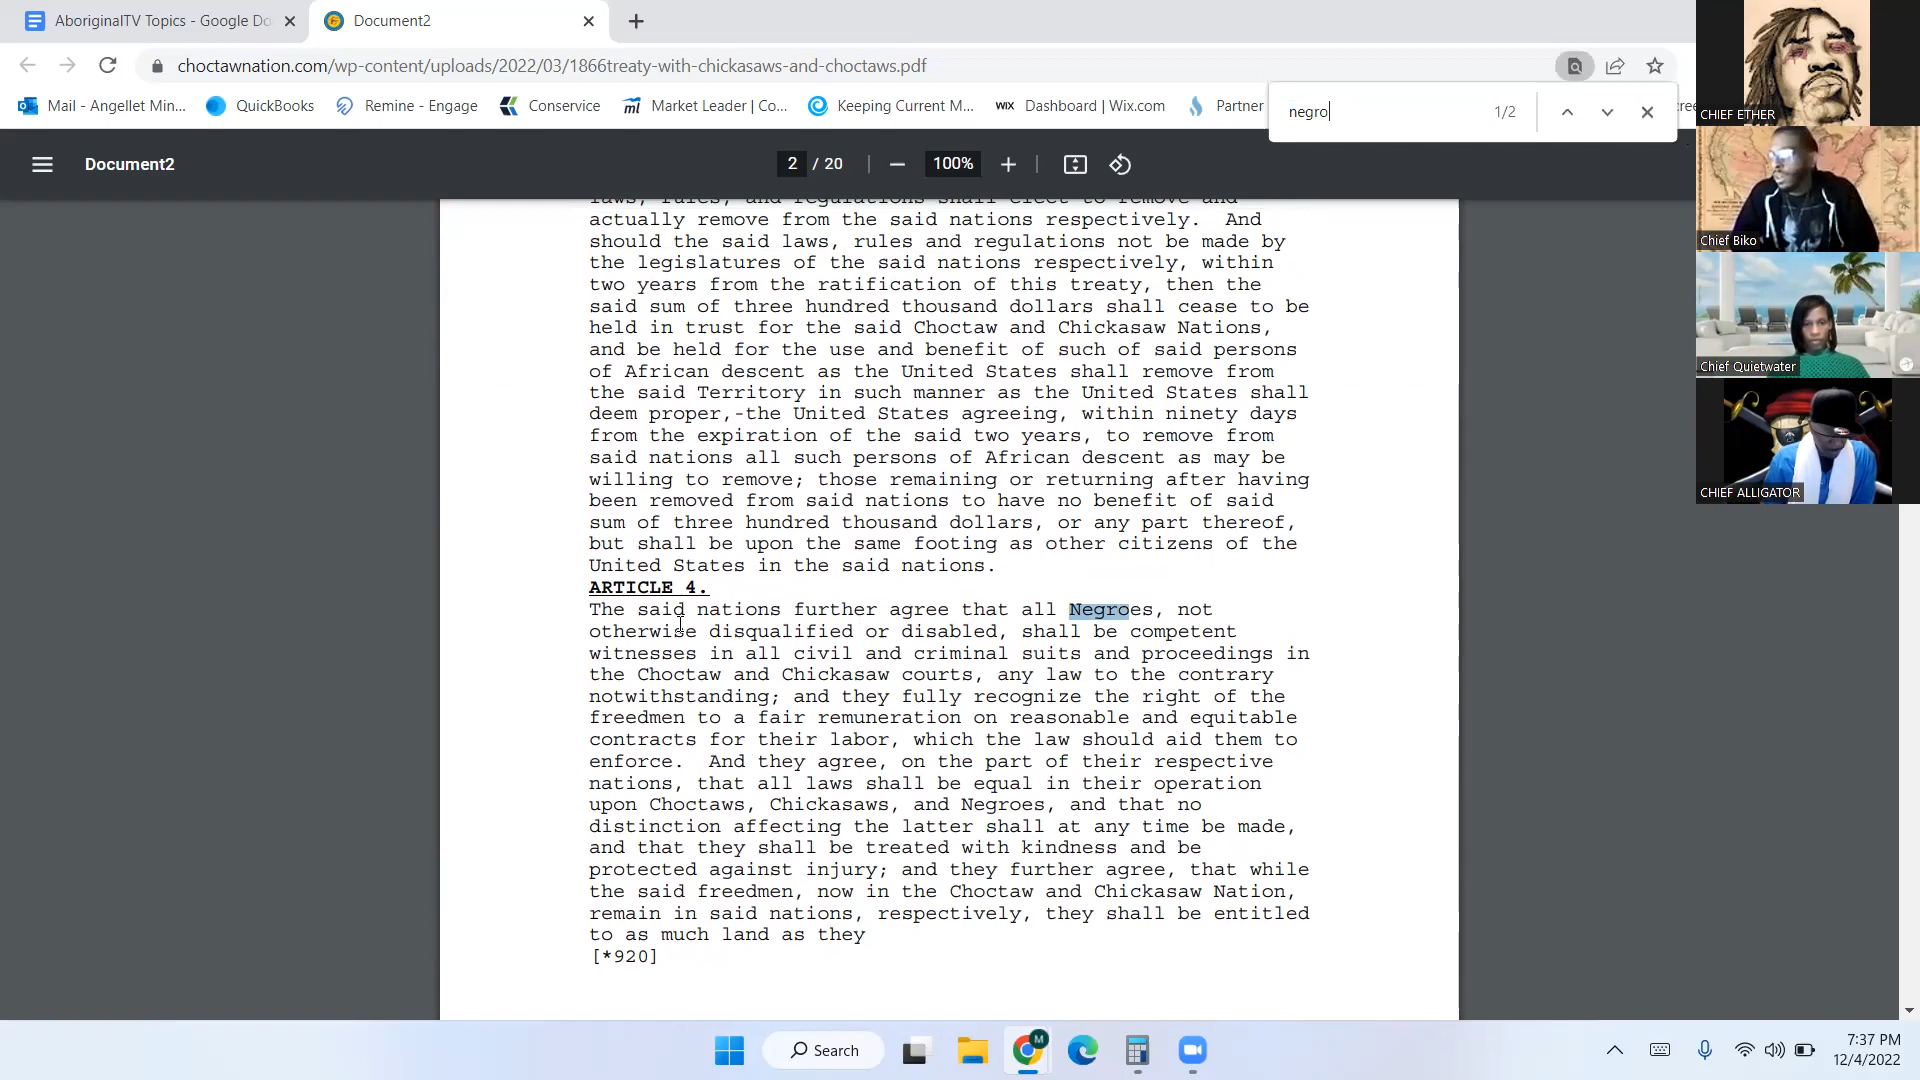 AboriginalTV Topics - Google Do
Document2
choctawnation.com/wp-content/uploads/2022/03/1866treaty-with-chickasaws-and-choctaws.pdf
Mail - Angellet Min...
QuickBooks
Remine - Engage
Conservice
Market Leader | Co...
Keeping Current M...
WIX Dashboard | Wix.com
Partner
negro 1/2
Document2
2 / 20
100%
actually remove from the said nations respectively.  And
should the said laws, rules and regulations not be made by
the legislatures of the said nations respectively, within
two years from the ratification of this treaty, then the
said sum of three hundred thousand dollars shall cease to be
held in trust for the said Choctaw and Chickasaw Nations,
and be held for the use and benefit of such of said persons
of African descent as the United States shall remove from
the said Territory in such manner as the United States shall
deem proper,-the United States agreeing, within ninety days
from the expiration of the said two years, to remove from
said nations all such persons of African descent as may be
willing to remove; those remaining or returning after having
been removed from said nations to have no benefit of said
sum of three hundred thousand dollars, or any part thereof,
but shall be upon the same footing as other citizens of the
United States in the said nations.
ARTICLE 4.
The said nations further agree that all Negroes, not
otherwise disqualified or disabled, shall be competent
witnesses in all civil and criminal suits and proceedings in
the Choctaw and Chickasaw courts, any law to the contrary
notwithstanding; and they fully recognize the right of the
freedmen to a fair remuneration on reasonable and equitable
contracts for their labor, which the law should aid them to
enforce.  And they agree, on the part of their respective
nations, that all laws shall be equal in their operation
upon Choctaws, Chickasaws, and Negroes, and that no
distinction affecting the latter shall at any time be made,
and that they shall be treated with kindness and be
protected against injury; and they further agree, that while
the said freedmen, now in the Choctaw and Chickasaw Nation,
remain in said nations, respectively, they shall be entitled
to as much land as they
[*920]
CHIEF ETHER
Chief Biko
Chief Quietwater
CHIEF ALLIGATOR
Search
M
7:37 PM
12/4/2022